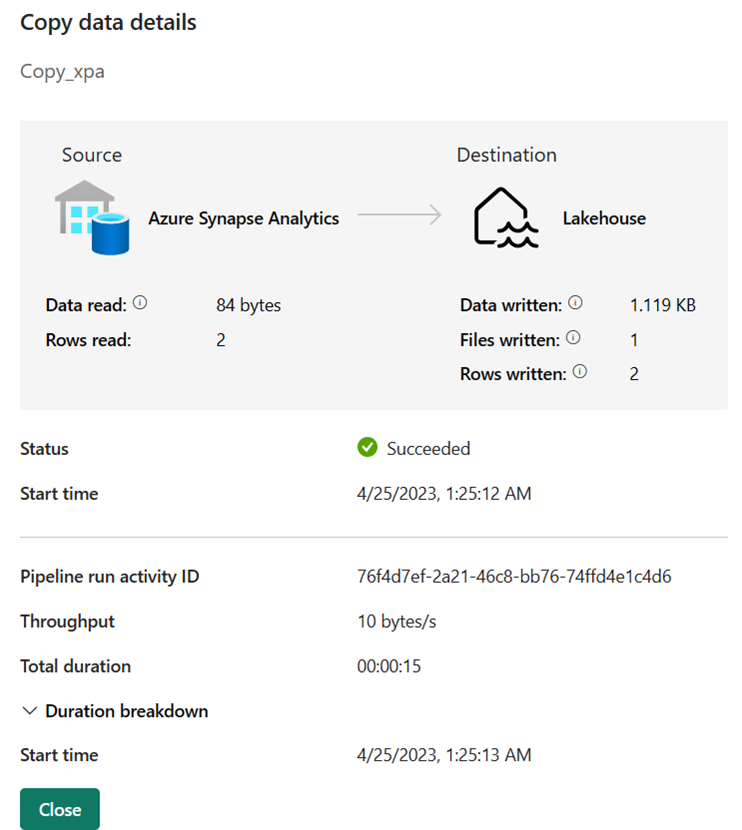 Copy data details
Copy_xpa
Source
Destination
Azure Synapse Analytics
Lakehouse
Data read: 84 bytes
Data written: 1.119 KB
Rows read: 2
Files written: 1
Rows written: 2
Status Succeeded
Start time 4/25/2023, 1:25:12 AM
Pipeline run activity ID 76f4d7ef-2a21-46c8-bb76-74ffd4e1c4d6
Throughput 10 bytes/s
Total duration 00:00:15
Duration breakdown
Start time 4/25/2023, 1:25:13 AM
Close